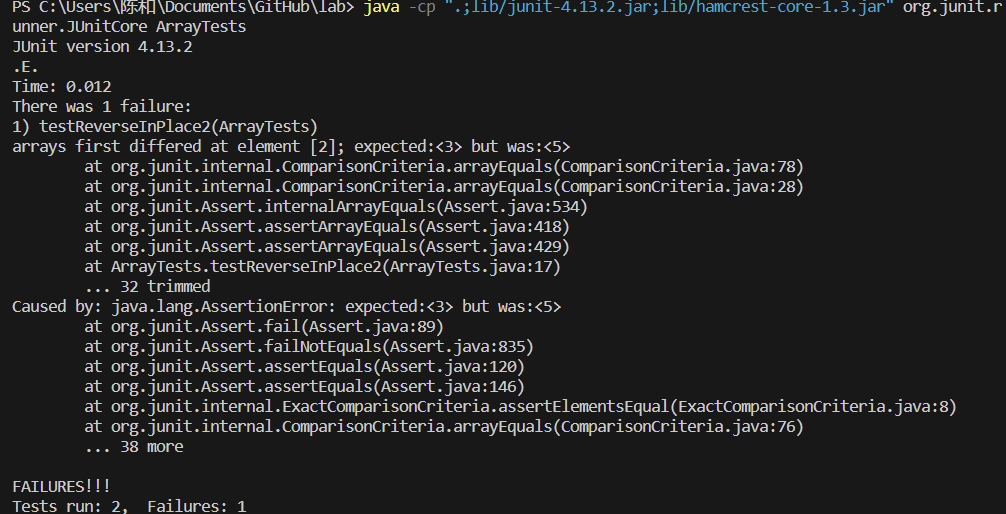 PS C:\Users\陈和\Documents\GitHub\lab> java -cp ".;lib/junit-4.13.2.jar;lib/hamcrest-core-1.3.jar" org.junit.r
unner.JUnitCore ArrayTests
JUnit version 4.13.2
.E.
Time: 0.012
There was 1 failure:
1) testReverseInPlace2(ArrayTests)
arrays first differed at element [2]; expected:<3> but was:<5>
        at org.junit.internal.ComparisonCriteria.arrayEquals(ComparisonCriteria.java:78)
        at org.junit.internal.ComparisonCriteria.arrayEquals(ComparisonCriteria.java:28)
        at org.junit.Assert.internalArrayEquals(Assert.java:534)
        at org.junit.Assert.assertArrayEquals(Assert.java:418)
        at org.junit.Assert.assertArrayEquals(Assert.java:429)
        at ArrayTests.testReverseInPlace2(ArrayTests.java:17)
        ... 32 trimmed
Caused by: java.lang.AssertionError: expected:<3> but was:<5>
        at org.junit.Assert.fail(Assert.java:89)
        at org.junit.Assert.failNotEquals(Assert.java:835)
        at org.junit.Assert.assertEquals(Assert.java:120)
        at org.junit.Assert.assertEquals(Assert.java:146)
        at org.junit.internal.ExactComparisonCriteria.assertElementsEqual(ExactComparisonCriteria.java:8)
        at org.junit.internal.ComparisonCriteria.arrayEquals(ComparisonCriteria.java:76)
        ... 38 more

FAILURES!!!
Tests run: 2,  Failures: 1